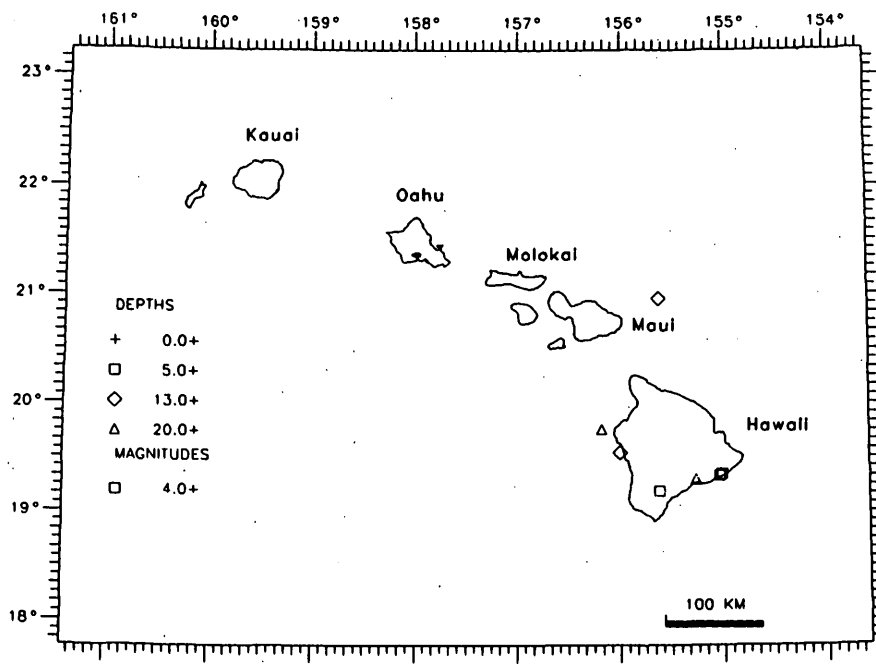 161° 160° 159° 158° 157° 156° 155° 154°
23°
Kauai
22°
Oahu
Molokai
21°
DEPTHS
Maui
+ 0.0+
□ 5.0+
20°
◇ 13.0+
Hawaii
△ 20.0+
MAGNITUDES
□ 4.0+
19°
100 KM
18°